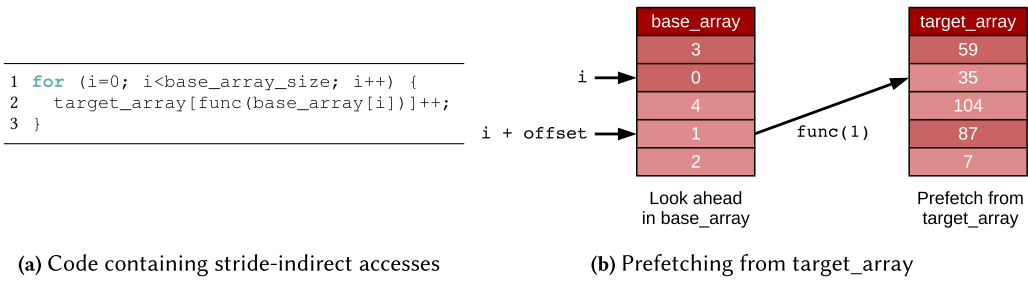 1 for (i=0; i<base_array_size; i++) {
2   target_array[func(base_array[i])]++;
3 }
(a) Code containing stride-indirect accesses
base_array
3
0
4
1
2
i
i + offset
Look ahead
in base_array
func(1)
target_array
59
35
104
87
7
Prefetch from
target_array
(b) Prefetching from target_array